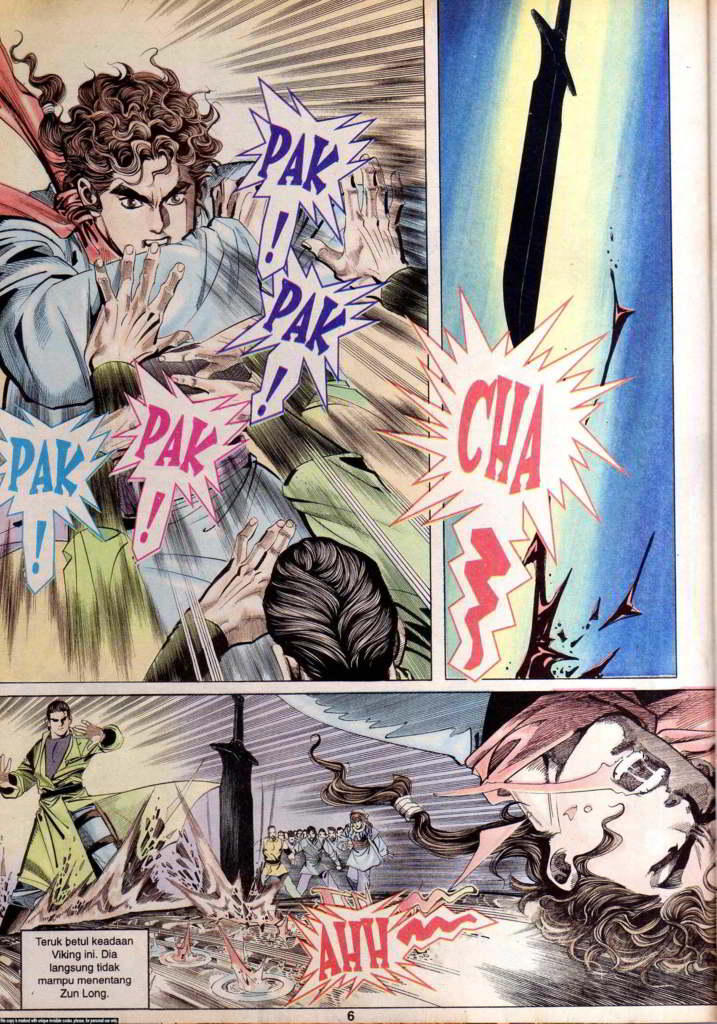 PAK
!
PAK
!
PAK
!
PAK
!
CHA
AHH
Teruk betul keadaan
Viking ini. Dia
langsung tidak
mampu menentang
Zun Long.
6